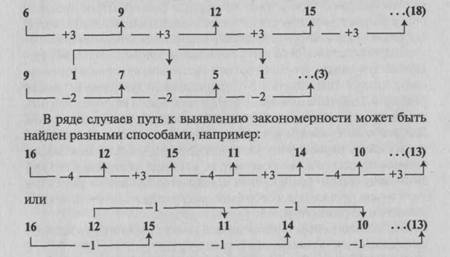 6 9 12 15 ...(18)
+3 +3 +3 +3
9 1 7 1 5 1 ...(3)
−2 −2 −2
В ряде случаев путь к выявлению закономерности может быть
найден разными способами, например:
16 12 15 11 14 10 ...(13)
−4 +3 −4 +3 −4 +3
или
−1 −1
16 12 15 11 14 10 ...(13)
−1 −1 −1